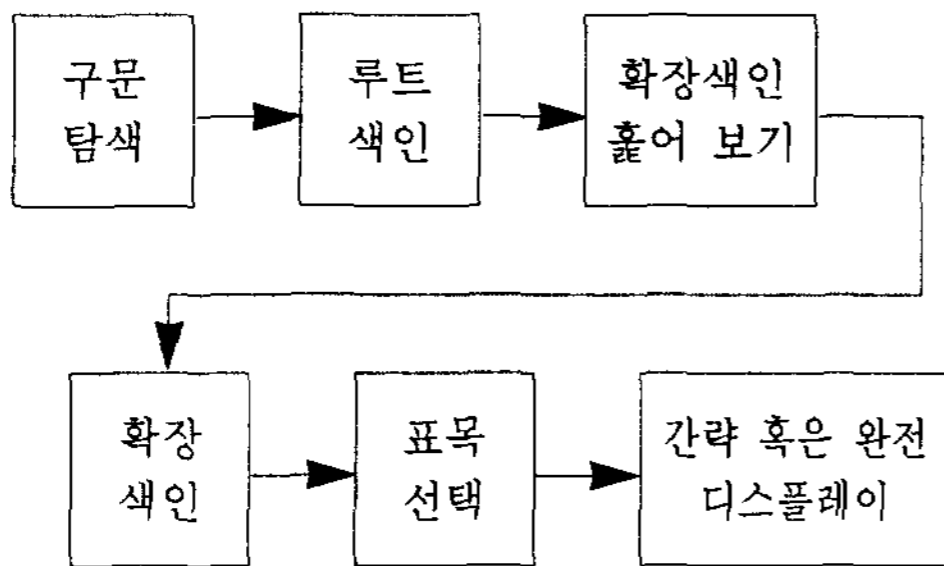 구문
탐색
루트
색인
확장색인
훑어 보기
확장
색인
표목
선택
간략 혹은 완전
디스플레이